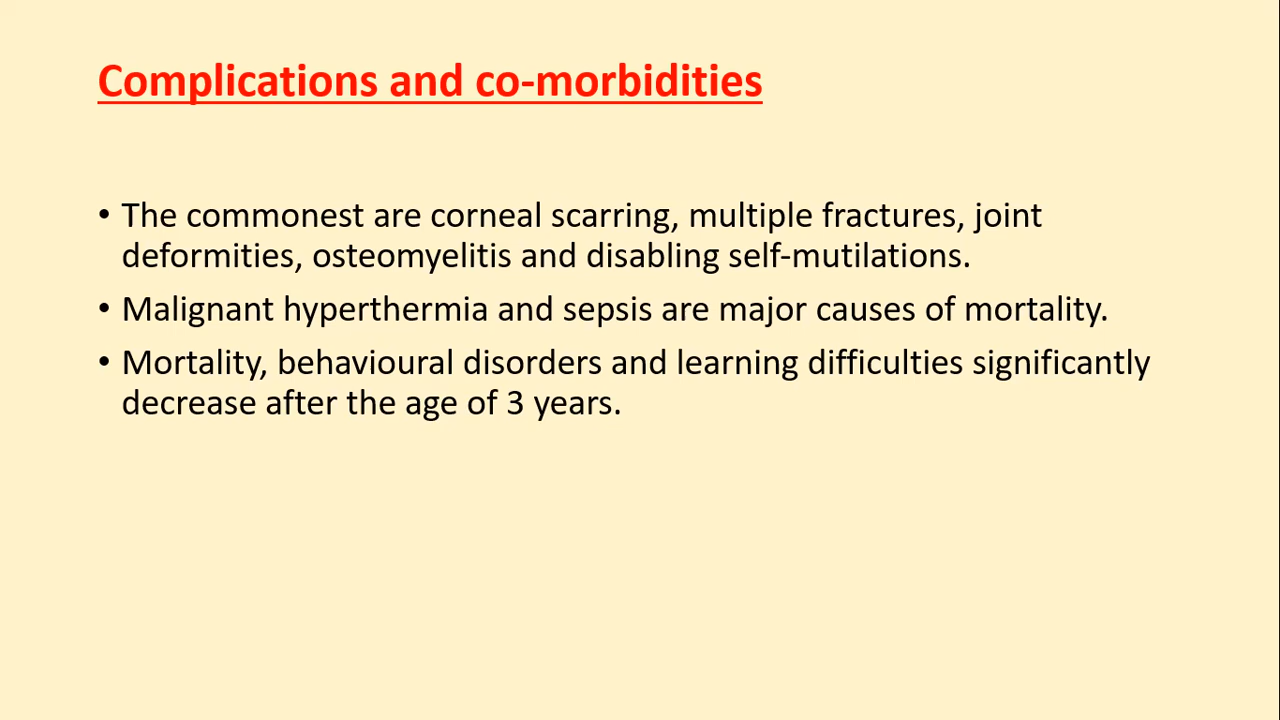 Complications and co-morbidities
• The commonest are corneal scarring, multiple fractures, joint
deformities, osteomyelitis and disabling self-mutilations.
• Malignant hyperthermia and sepsis are major causes of mortality.
• Mortality, behavioural disorders and learning difficulties significantly
decrease after the age of 3 years.